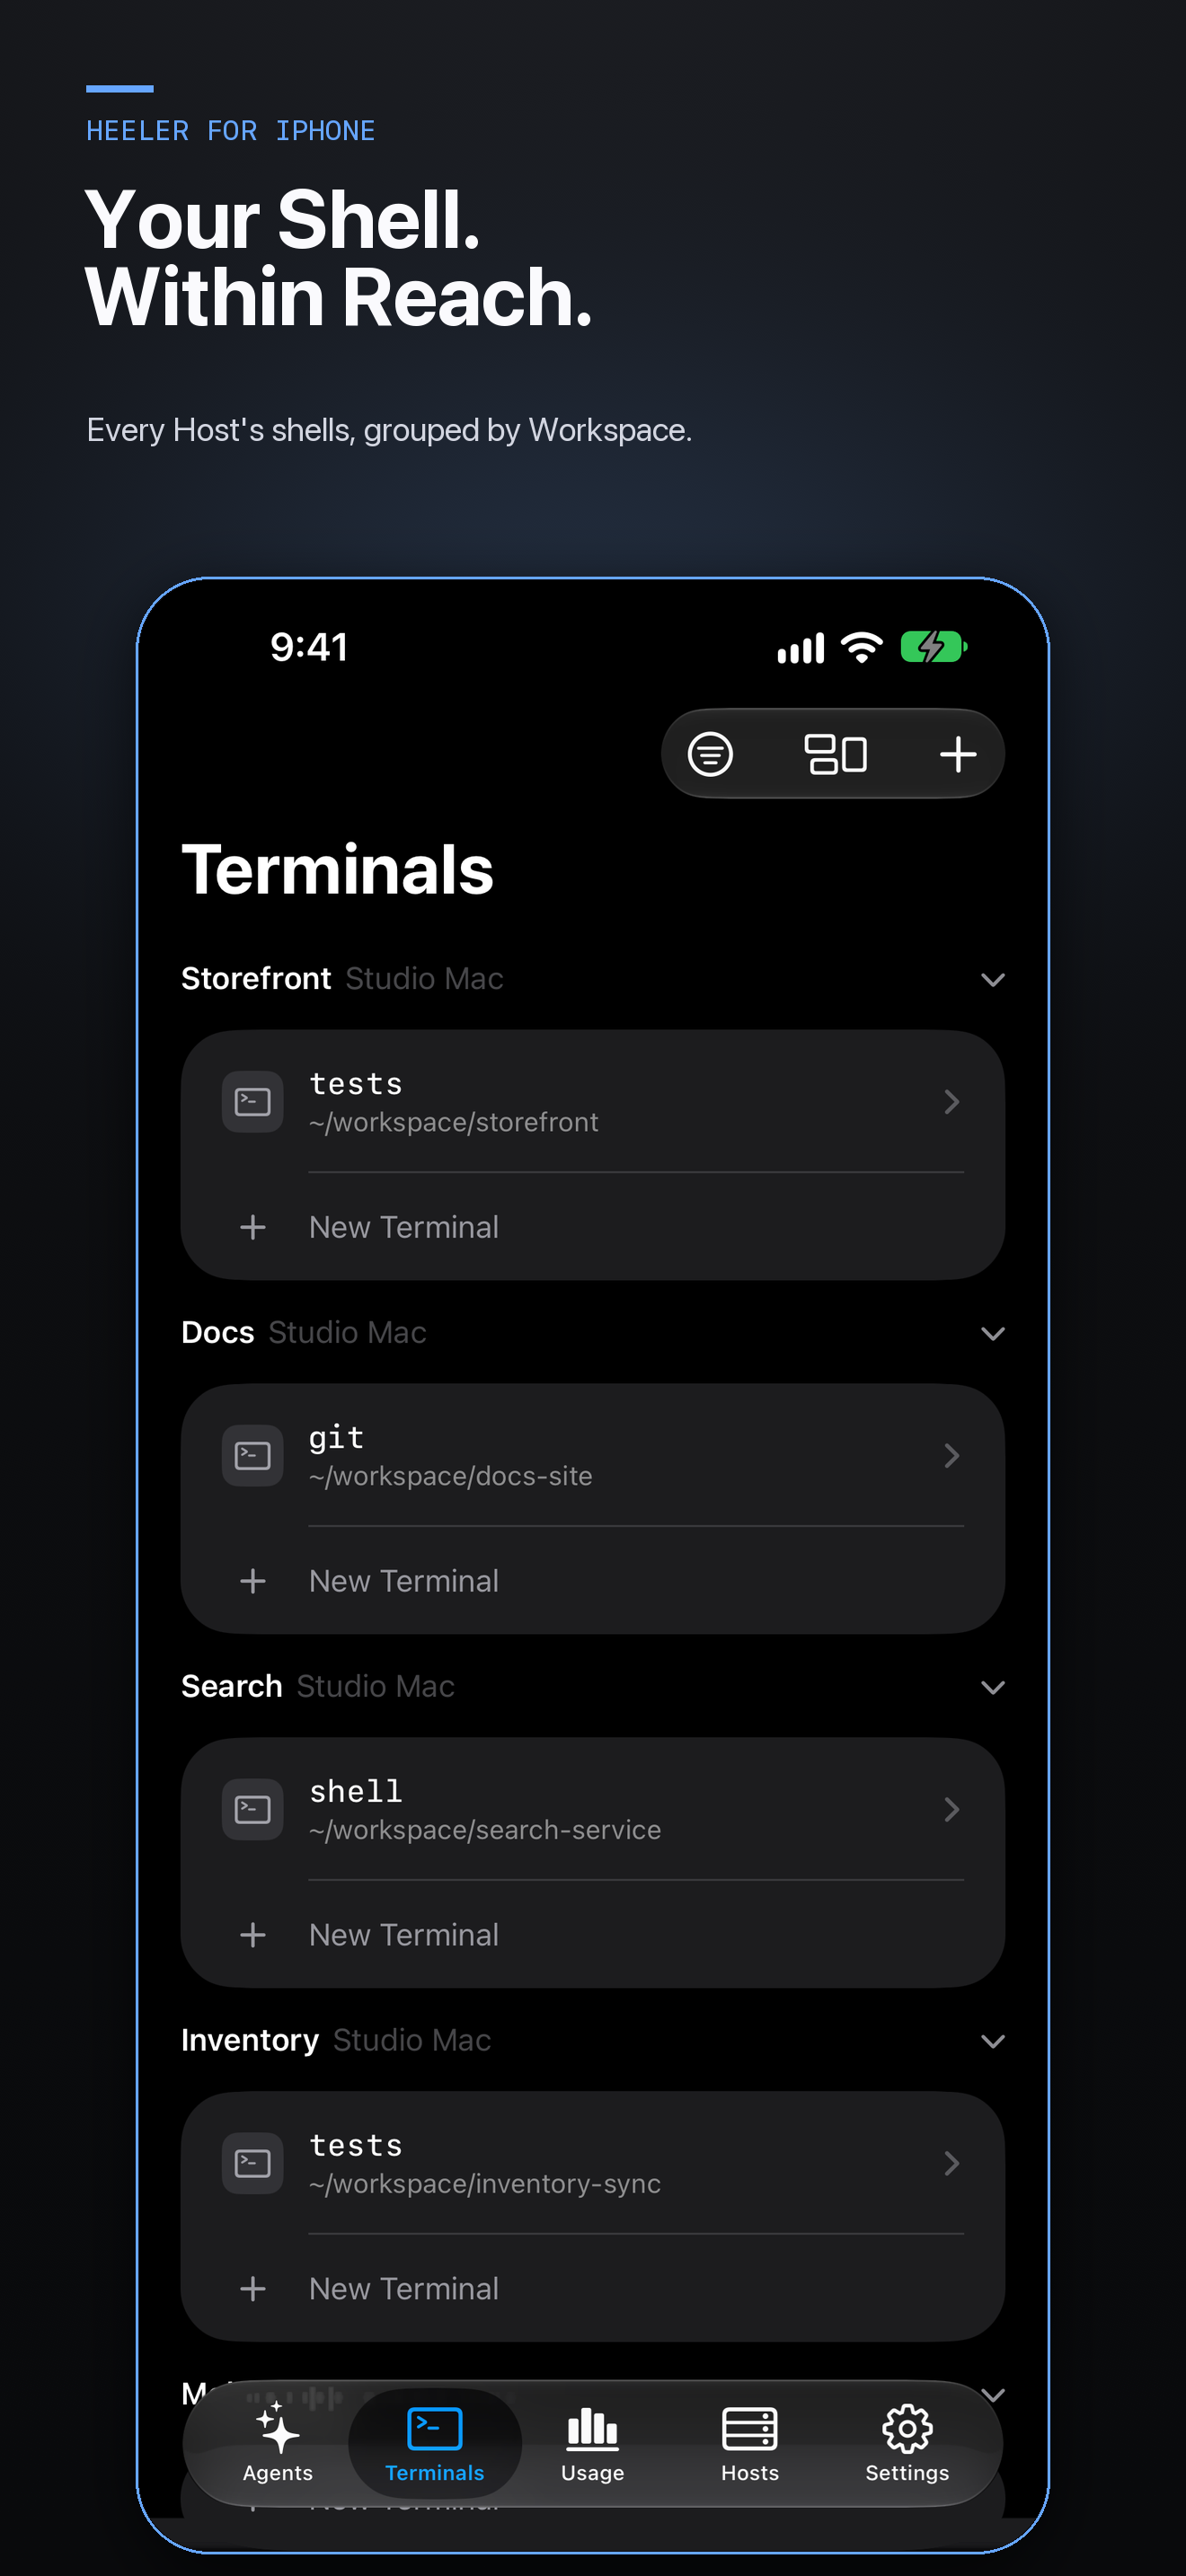 HEELER FOR IPHONE
Your Shell.
Within Reach.
Every Host's shells, grouped by Workspace.
9:41
Terminals
Storefront Studio Mac
tests
~/workspace/storefront
New Terminal
Docs Studio Mac
git
~/workspace/docs-site
New Terminal
Search Studio Mac
shell
~/workspace/search-service
New Terminal
Inventory Studio Mac
tests
~/workspace/inventory-sync
New Terminal
Agents
Terminals
Usage
Hosts
Settings
New Terminal